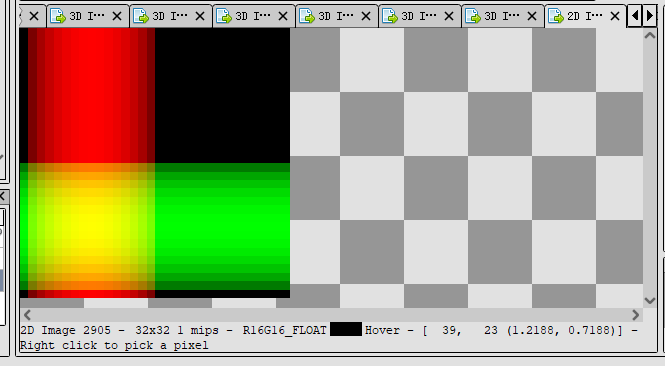 3D I··· 3D I··· 3D I··· 3D I··· 3D I··· 3D I··· 2D I···
2D Image 2905 - 32x32 1 mips - R16G16_FLOAT Hover - [ 39, 23 (1.2188, 0.7188)] -
Right click to pick a pixel